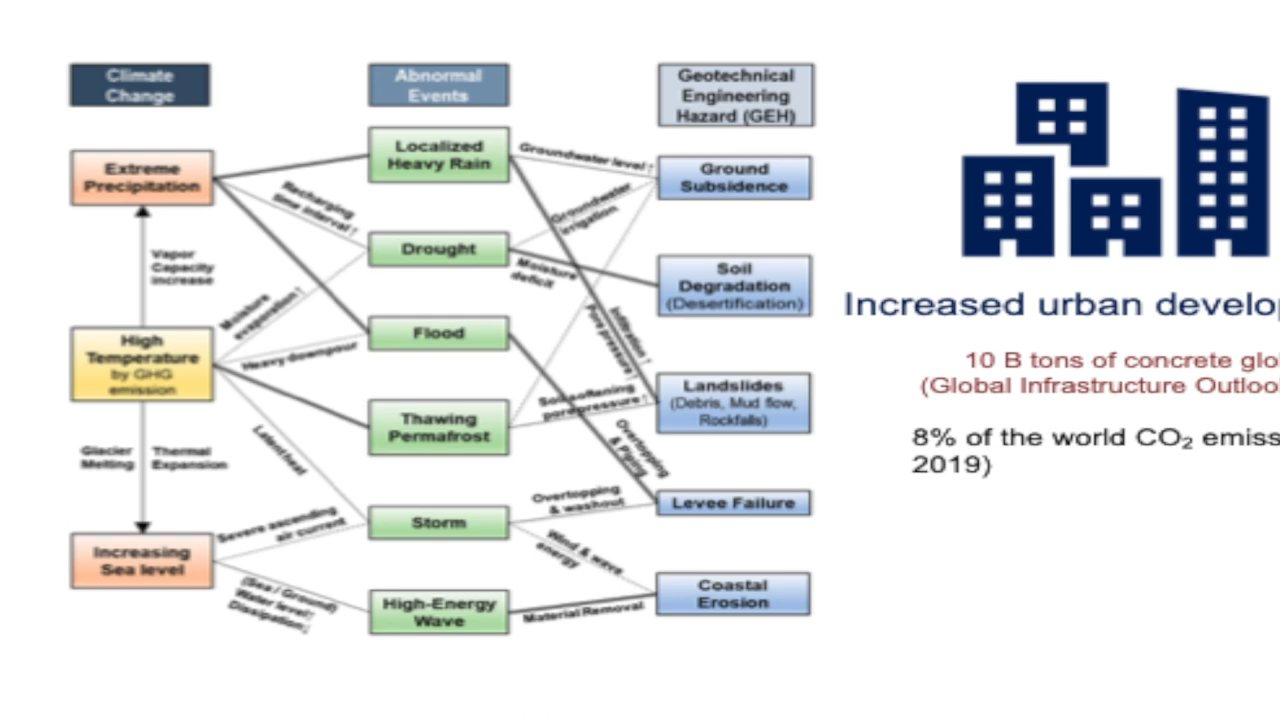 Climate
Change
Abnormal
Events
Geotechnical
Engineering
Hazard (GEH)
Extreme
Precipitation
Vapor
Capacity
increase
High
Temperature
by GHG
emission
Glacier
Melting
Thermal
Expansion
Increasing
Sea level
Recharging
time interval↑
Moisture
evaporation↑
Heavy downpour
Latent heat
Severe ascending
air current
(Sea / Ground)
Water level↑
Dissipation↓
Localized
Heavy Rain
Drought
Flood
Thawing
Permafrost
Storm
High-Energy
Wave
Groundwater level↑
Groundwater
irrigation
Moisture
deficit
Infiltration↑
Pore pressure↑
Soil softening
pore pressure↑
Overtopping
& Piping
Overtopping
& washout
Wind & wave
energy
Material Removal
Ground
Subsidence
Soil
Degradation
(Desertification)
Landslides
(Debris, Mud flow,
Rockfalls)
Levee Failure
Coastal
Erosion
Increased urban develop
10 B tons of concrete glo
(Global Infrastructure Outloo
8% of the world CO₂ emiss
2019)